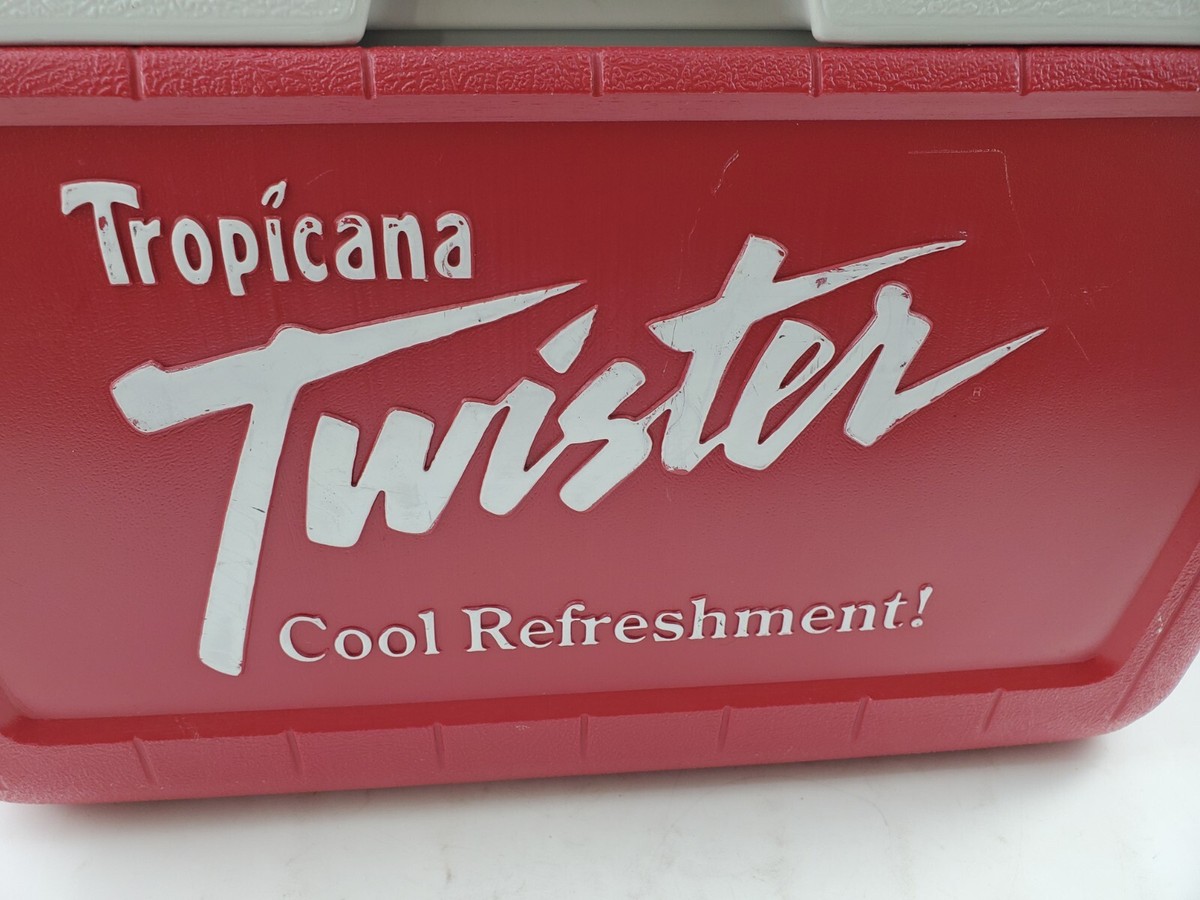 Tropicana
Twister
®
Cool Refreshment!